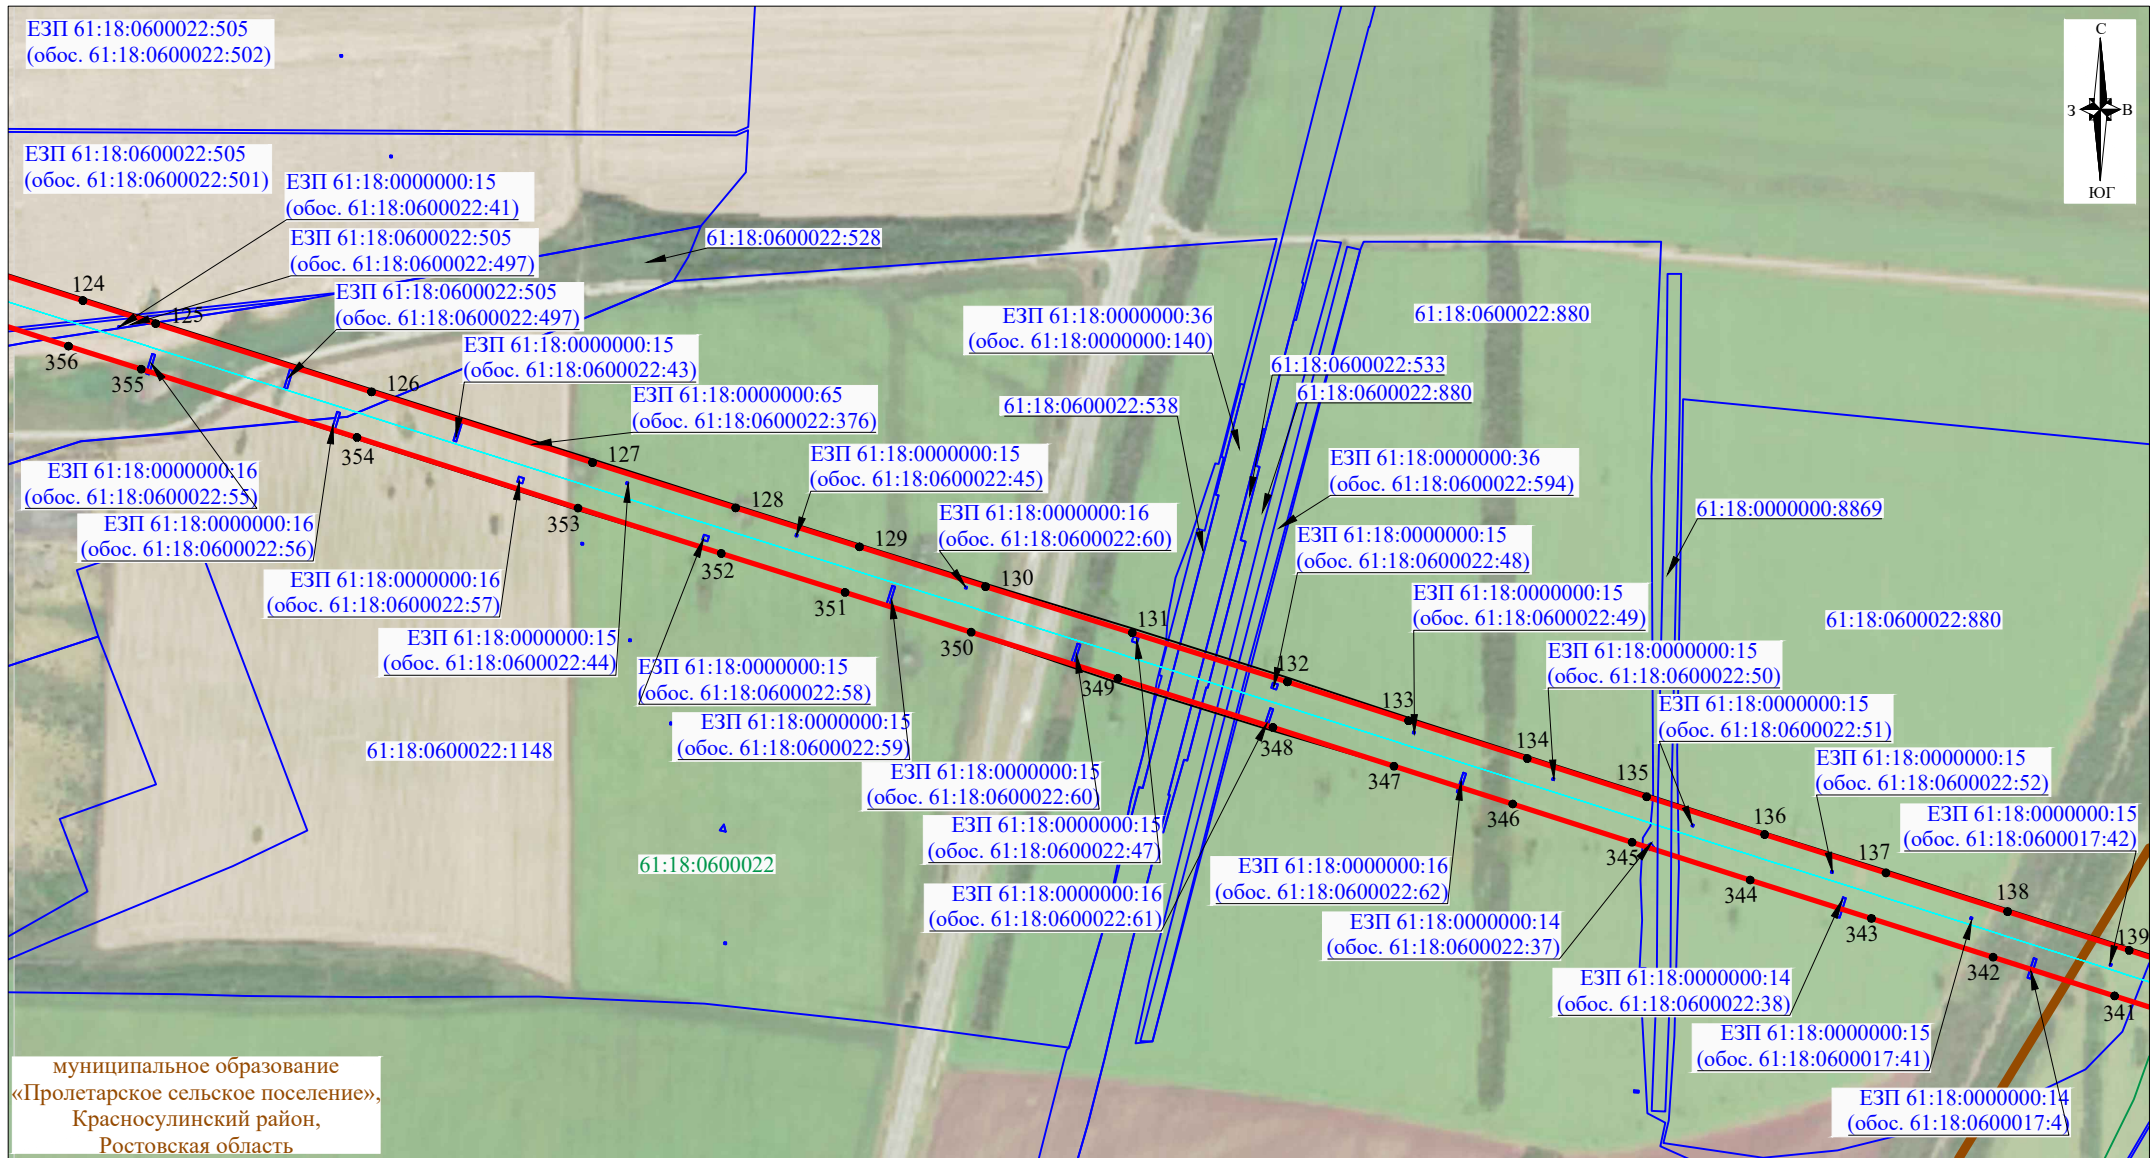 ЕЗП 61:18:0600022:505
(обос. 61:18:0600022:502)
С
З
В
ЮГ
ЕЗП 61:18:0600022:505
(обос. 61:18:0600022:501)
ЕЗП 61:18:0000000:15
(обос. 61:18:0600022:41)
ЕЗП 61:18:0600022:505
(обос. 61:18:0600022:497)
61:18:0600022:528
ЕЗП 61:18:0600022:505
(обос. 61:18:0600022:497)
124
125
356
355
126
354
ЕЗП 61:18:0000000:15
(обос. 61:18:0600022:43)
ЕЗП 61:18:0000000:65
(обос. 61:18:0600022:376)
ЕЗП 61:18:0000000:36
(обос. 61:18:0000000:140)
61:18:0600022:880
61:18:0600022:533
61:18:0600022:880
61:18:0600022:538
127
ЕЗП 61:18:0000000:15
(обос. 61:18:0600022:45)
ЕЗП 61:18:0000000:36
(обос. 61:18:0600022:594)
ЕЗП 61:18:0000000:16
(обос. 61:18:0600022:55)
128
353
ЕЗП 61:18:0000000:16
(обос. 61:18:0600022:60)
61:18:0000000:8869
ЕЗП 61:18:0000000:16
(обос. 61:18:0600022:56)
129
352
ЕЗП 61:18:0000000:15
(обос. 61:18:0600022:48)
ЕЗП 61:18:0000000:16
(обос. 61:18:0600022:57)
130
351
ЕЗП 61:18:0000000:15
(обос. 61:18:0600022:49)
131
350
61:18:0600022:880
ЕЗП 61:18:0000000:15
(обос. 61:18:0600022:44)
ЕЗП 61:18:0000000:15
(обос. 61:18:0600022:58)
132
349
ЕЗП 61:18:0000000:15
(обос. 61:18:0600022:50)
133
348
ЕЗП 61:18:0000000:15
(обос. 61:18:0600022:51)
ЕЗП 61:18:0000000:15
(обос. 61:18:0600022:59)
61:18:0600022:1148
134
347
ЕЗП 61:18:0000000:15
(обос. 61:18:0600022:52)
ЕЗП 61:18:0000000:15
(обос. 61:18:0600022:60)
135
346
136
345
ЕЗП 61:18:0000000:15
(обос. 61:18:0600017:42)
ЕЗП 61:18:0000000:15
(обос. 61:18:0600022:47)
61:18:0600022
137
344
ЕЗП 61:18:0000000:16
(обос. 61:18:0600022:62)
ЕЗП 61:18:0000000:16
(обос. 61:18:0600022:61)
138
343
ЕЗП 61:18:0000000:14
(обос. 61:18:0600022:37)
139
342
ЕЗП 61:18:0000000:14
(обос. 61:18:0600022:38)
341
ЕЗП 61:18:0000000:15
(обос. 61:18:0600017:41)
ЕЗП 61:18:0000000:14
(обос. 61:18:0600017:4)
муниципальное образование
«Пролетарское сельское поселение»,
Красносулинский район,
Ростовская область